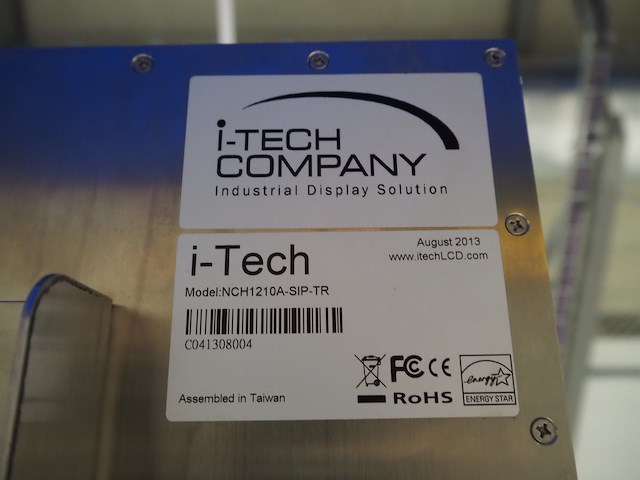 i-TECH
COMPANY
Industrial Display Solution
i-Tech
August 2013
www.itechLCD.com
Model:NCH1210A-SIP-TR
C041308004
Assembled in Taiwan
FC CE
RoHS
energy
ENERGY STAR